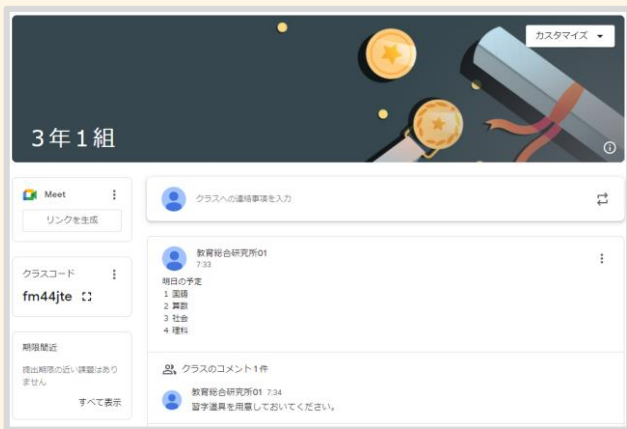 カスタマイズ
3年1組
Meet
リンクを生成
クラスコード
fm44jte
期限間近
提出期限の近い課題はあり
ません
すべて表示
クラスへの連絡事項を入力
教育総合研究所01
7:33
明日の予定
1 国語
2 算数
3 社会
4 理科
クラスのコメント1件
教育総合研究所01 7:34
習字道具を用意しておいてください。